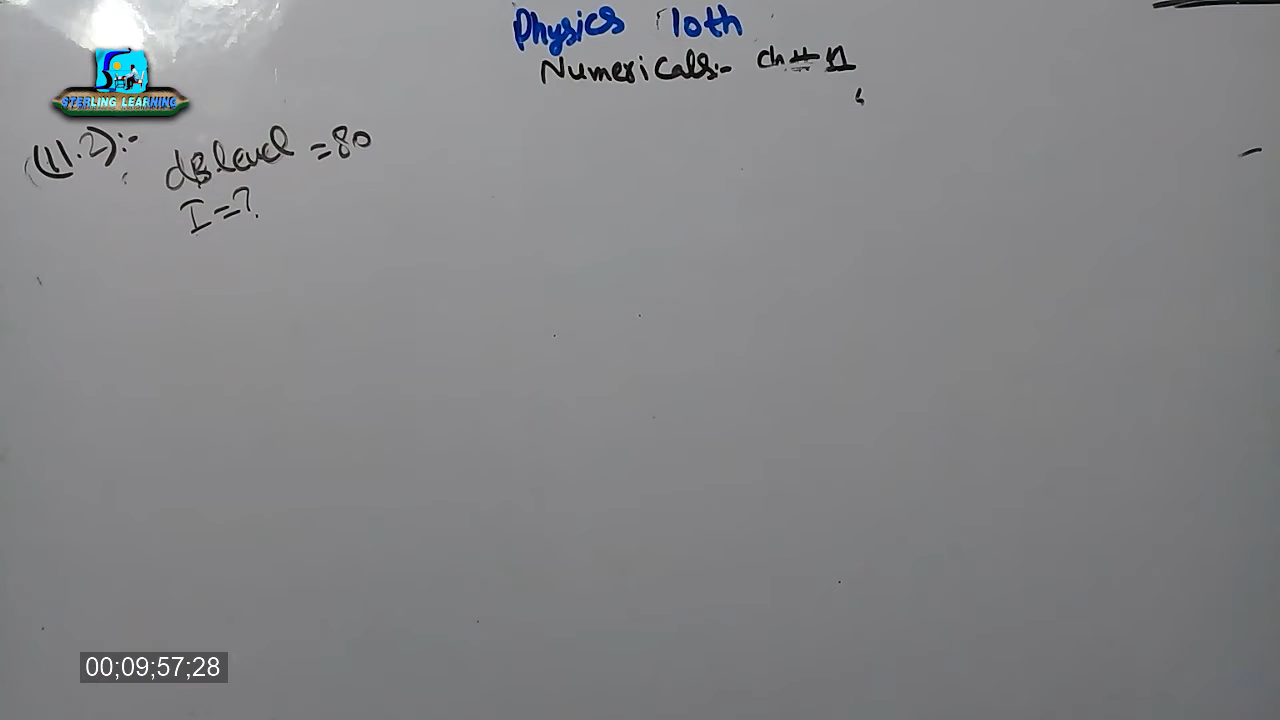 Physics 10th
Numericals:- ch # 11
STERLING LEARNING
(11.2):- dB level = 80
I = ?
00;09;57;28